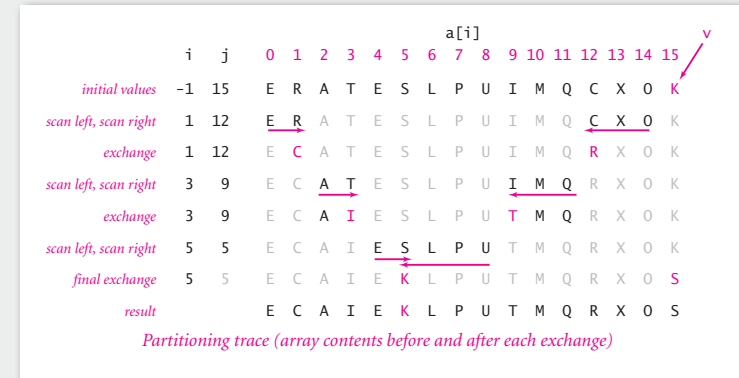 a[i]
v
i j 0 1 2 3 4 5 6 7 8 9 10 11 12 13 14 15
initial values -1 15 E R A T E S L P U I M Q C X O K
scan left, scan right 1 12 E R A T E S L P U I M Q C X O K
exchange 1 12 E C A T E S L P U I M Q R X O K
scan left, scan right 3 9 E C A T E S L P U I M Q R X O K
exchange 3 9 E C A I E S L P U T M Q R X O K
scan left, scan right 5 5 E C A I E S L P U T M Q R X O K
final exchange 5 5 E C A I E K L P U T M Q R X O S
result E C A I E K L P U T M Q R X O S
Partitioning trace (array contents before and after each exchange)